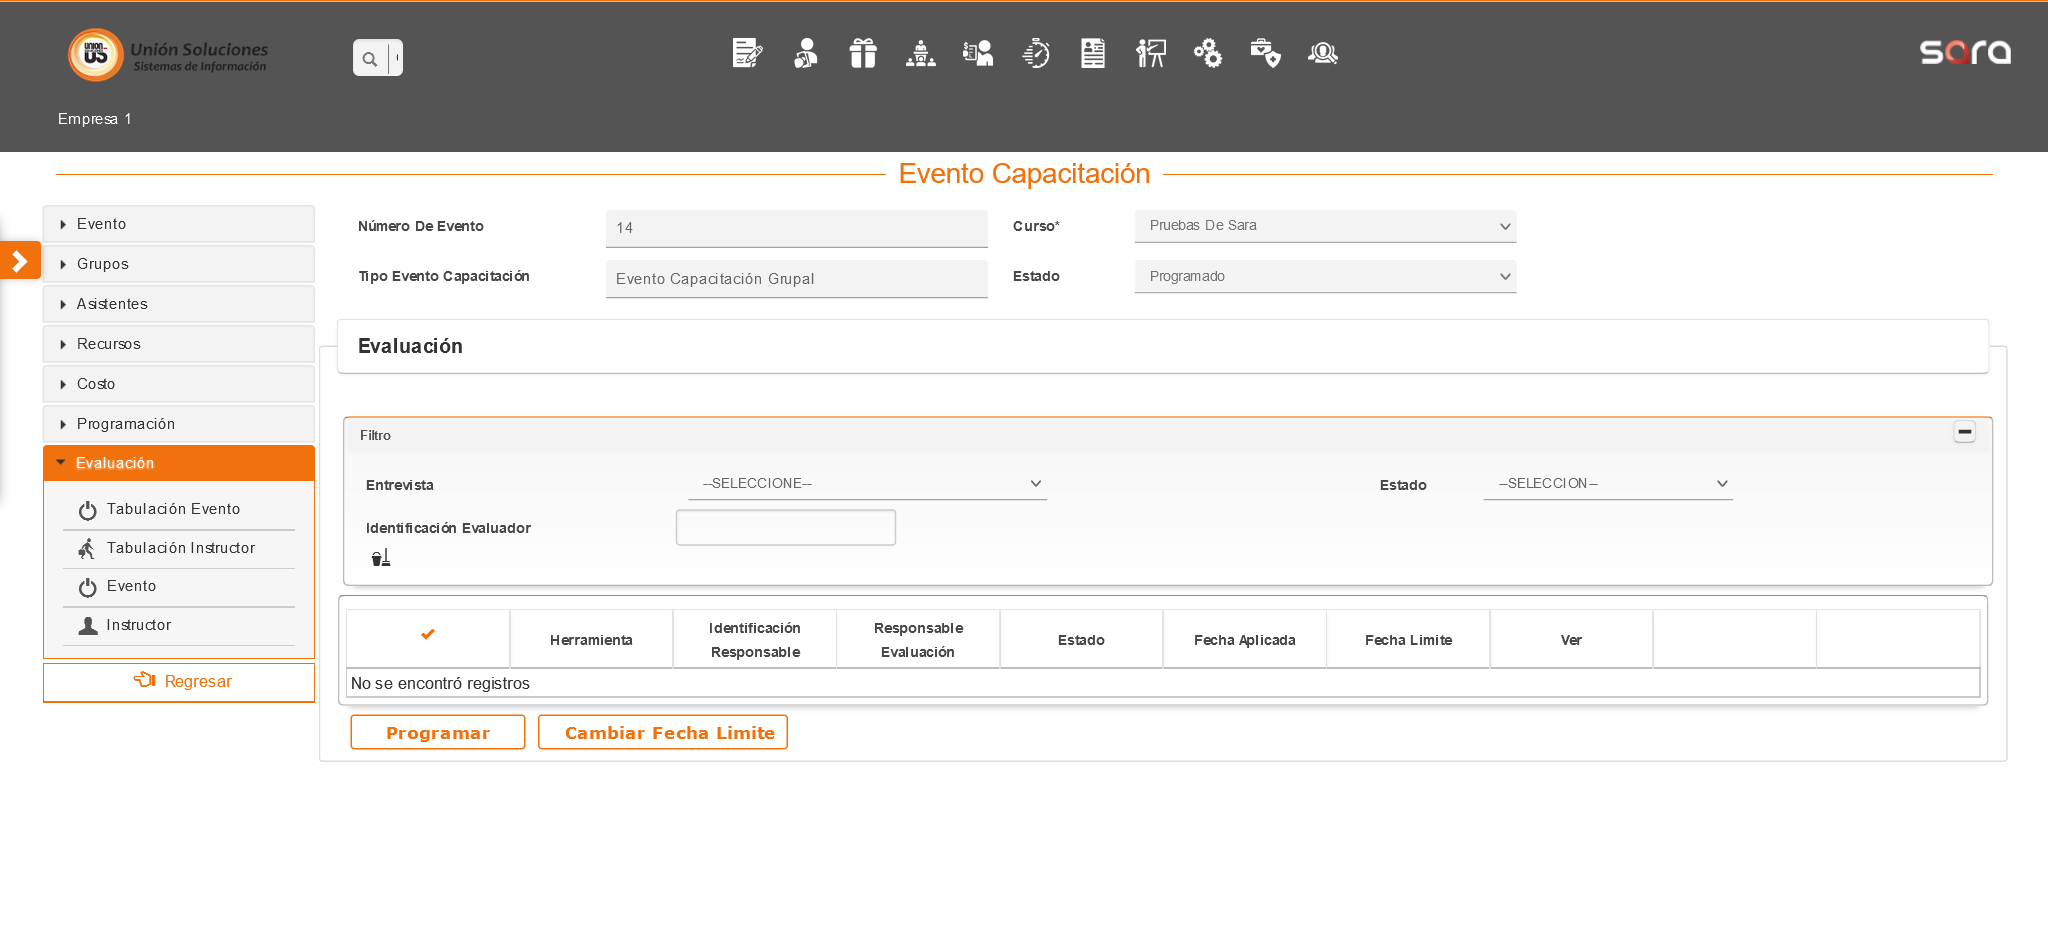 Unión Soluciones
Sistemas de Información
UNION
US
sara
Empresa 1
Evento Capacitación
Evento
Grupos
Asistentes
Recursos
Costo
Programación
Evaluación
Tabulación Evento
Tabulación Instructor
Evento
Instructor
Regresar
Número De Evento
14
Curso*
Pruebas De Sara
Tipo Evento Capacitación
Evento Capacitación Grupal
Estado
Programado
Evaluación
Filtro
Entrevista
--SELECCIONE--
Estado
--SELECCION--
Identificación Evaluador
Herramienta
Identificación Responsable
Responsable Evaluación
Estado
Fecha Aplicada
Fecha Limite
Ver
No se encontró registros
Programar
Cambiar Fecha Limite